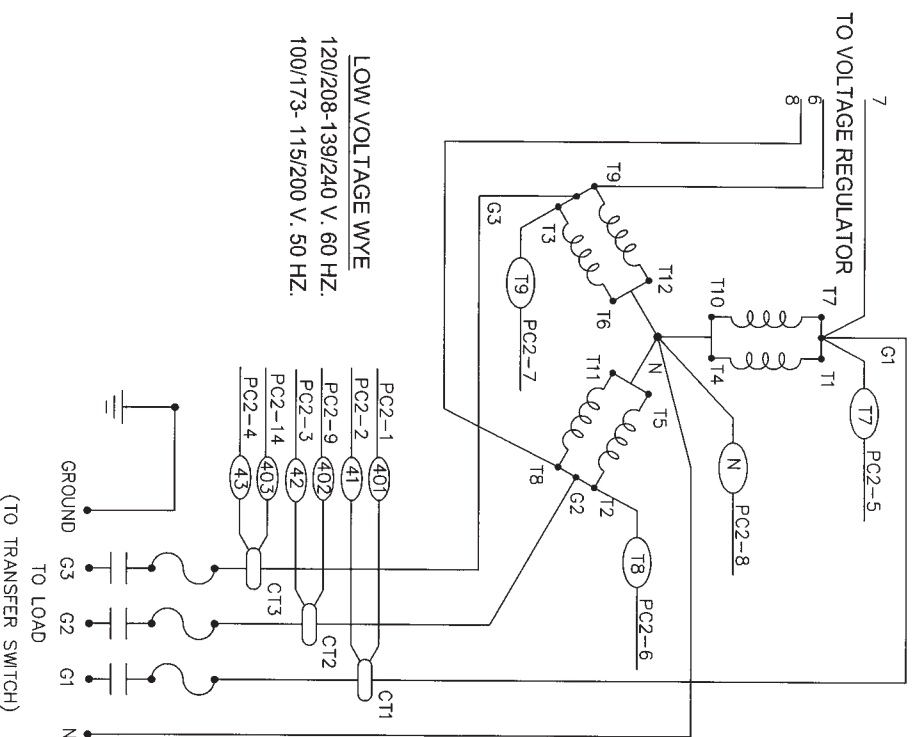 TO VOLTAGE REGULATOR
7
6
8
LOW VOLTAGE WYE
120/208-139/240 V. 60 HZ.
100/173- 115/200 V. 50 HZ.
T7
G1
T1
T7
PC2-5
T10
T4
T9
T12
G3
T3
T6
T9
PC2-7
N
N
PC2-8
T11
T5
T8
G2
T2
T8
PC2-6
PC2-1
401
PC2-2
41
PC2-9
402
PC2-3
42
PC2-14
403
PC2-4
43
CT1
CT2
CT3
GROUND
G3
G2
G1
N
TO LOAD
(TO TRANSFER SWITCH)